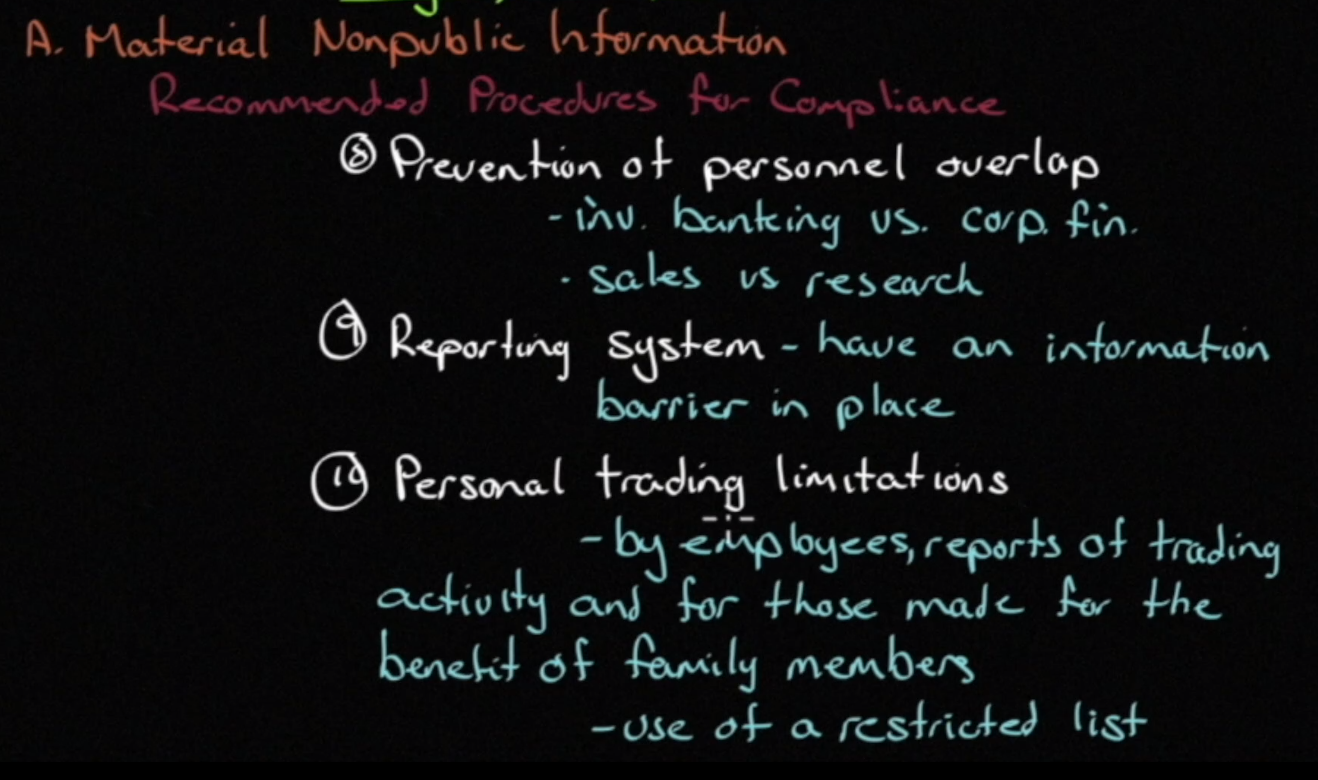 A. Material Nonpublic Information
Recommended Procedures for Compliance
⑧ Prevention of personnel overlap
- inv. banking vs. corp. fin.
- sales vs research
⑨ Reporting system - have an information
barrier in place
⑩ Personal trading limitations
- by employees, reports of trading
activity and for those made for the
benefit of family members
- use of a restricted list